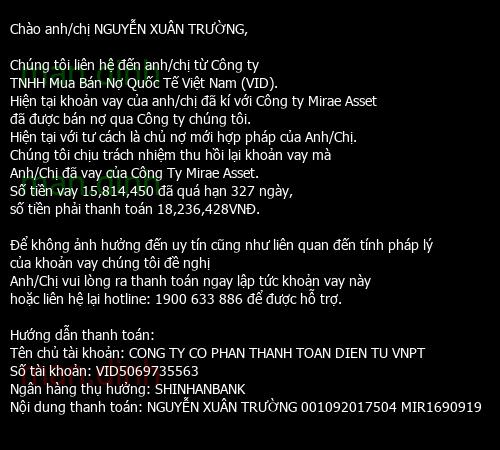 Chào anh/chị NGUYỄN XUÂN TRƯỜNG,
Chúng tôi liên hệ đến anh/chị từ Công ty
TNHH Mua Bán Nợ Quốc Tế Việt Nam (VID).
Hiện tại khoản vay của anh/chị đã kí với Công ty Mirae Asset
đã được bán nợ qua Công ty chúng tôi.
Hiện tại với tư cách là chủ nợ mới hợp pháp của Anh/Chị.
Chúng tôi chịu trách nhiệm thu hồi lại khoản vay mà
Anh/Chị đã vay của Công Ty Mirae Asset.
Số tiền vay 15,814,450 đã quá hạn 327 ngày,
số tiền phải thanh toán 18,236,428VNĐ.
Để không ảnh hưởng đến uy tín cũng như liên quan đến tính pháp lý
của khoản vay chúng tôi đề nghị
Anh/Chị vui lòng ra thanh toán ngay lập tức khoản vay này
hoặc liên hệ lại hotline: 1900 633 886 để được hỗ trợ.
Hướng dẫn thanh toán:
Tên chủ tài khoản: CONG TY CO PHAN THANH TOAN DIEN TU VNPT
Số tài khoản: VID5069735563
Ngân hàng thụ hưởng: SHINHANBANK
Nội dung thanh toán: NGUYỄN XUÂN TRƯỜNG 001092017504 MIR1690919